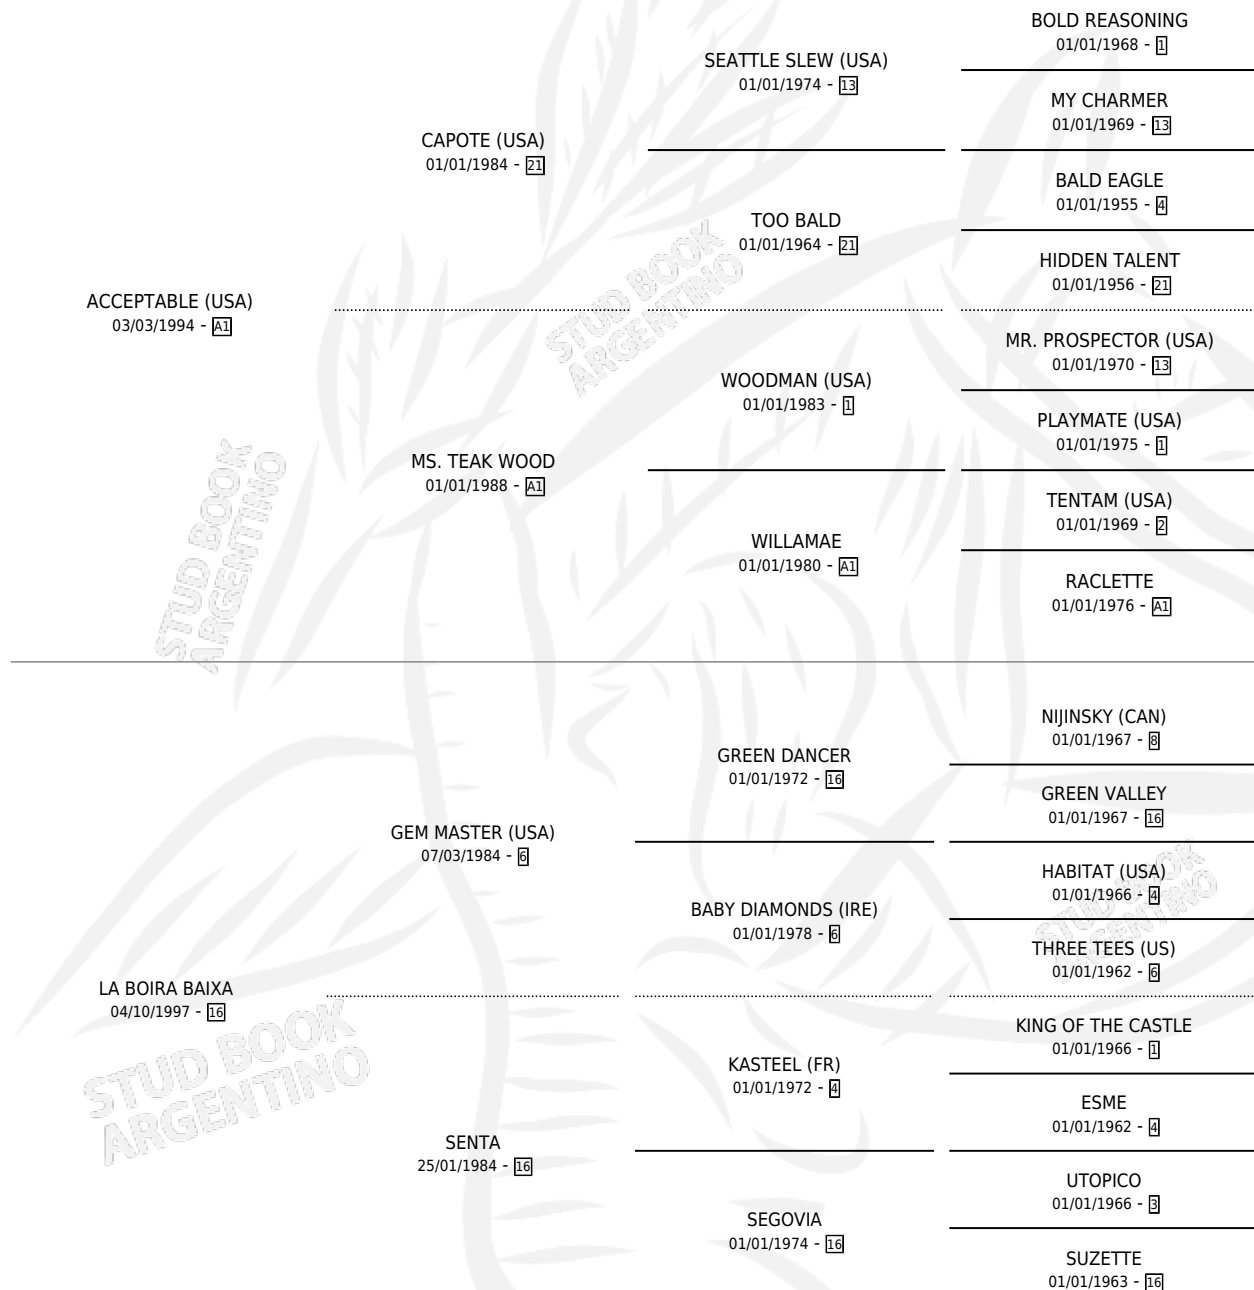 BOLD REASONING
01/01/1968 - 1
SEATTLE SLEW (USA)
01/01/1974 - 13
MY CHARMER
01/01/1969 - 13
CAPOTE (USA)
01/01/1984 - 21
BALD EAGLE
01/01/1955 - 4
TOO BALD
01/01/1964 - 21
HIDDEN TALENT
01/01/1956 - 21
ACCEPTABLE (USA)
03/03/1994 - A1
MR. PROSPECTOR (USA)
01/01/1970 - 13
WOODMAN (USA)
01/01/1983 - 1
PLAYMATE (USA)
01/01/1975 - 1
MS. TEAK WOOD
01/01/1988 - A1
TENTAM (USA)
01/01/1969 - 2
WILLAMAE
01/01/1980 - A1
RACLETTE
01/01/1976 - A1
STUD BOOK
ARGENTINO
STUD BOOK
ARGENTINO
NIJINSKY (CAN)
01/01/1967 - 8
GREEN DANCER
01/01/1972 - 16
GREEN VALLEY
01/01/1967 - 16
GEM MASTER (USA)
07/03/1984 - 6
HABITAT (USA)
01/01/1966 - 4
BABY DIAMONDS (IRE)
01/01/1978 - 6
THREE TEES (US)
01/01/1962 - 6
LA BOIRA BAIXA
04/10/1997 - 16
KING OF THE CASTLE
01/01/1966 - 1
KASTEEL (FR)
01/01/1972 - 4
ESME
01/01/1962 - 4
SENTA
25/01/1984 - 16
UTOPICO
01/01/1966 - 3
SEGOVIA
01/01/1974 - 16
SUZETTE
01/01/1963 - 16
STUD BOOK
ARGENTINO
STUD BOOK
ARGENTINO